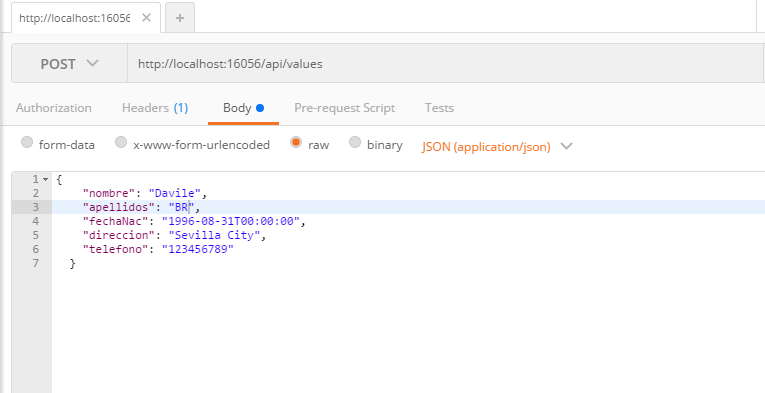 http://localhost:16056
POST http://localhost:16056/api/values
Authorization Headers (1) Body Pre-request Script Tests
form-data x-www-form-urlencoded raw binary JSON (application/json)
1 {
2 "nombre": "Davile",
3 "apellidos": "BR",
4 "fechaNac": "1996-08-31T00:00:00",
5 "direccion": "Sevilla City",
6 "telefono": "123456789"
7 }